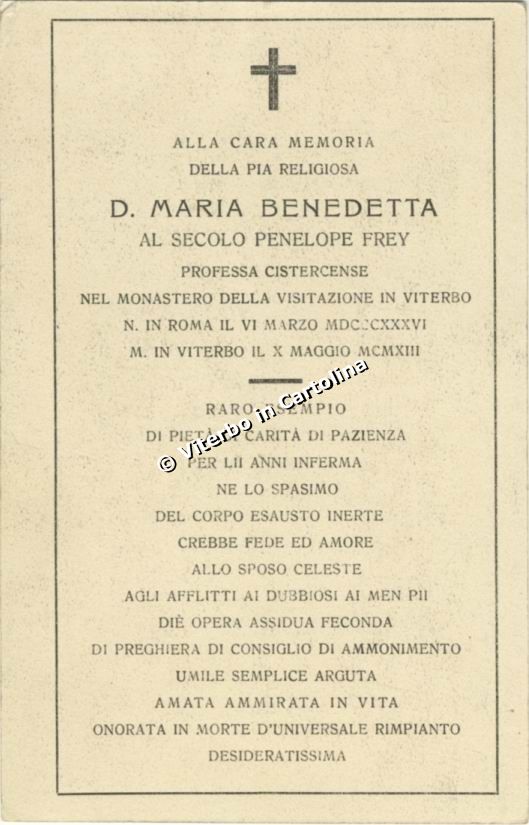 ALLA CARA MEMORIA
DELLA PIA RELIGIOSA
D. MARIA BENEDETTA
AL SECOLO PENELOPE FREY
PROFESSA CISTERCENSE
NEL MONASTERO DELLA VISITAZIONE IN VITERBO
N. IN ROMA IL VI MARZO MDCCCXXXVI
M. IN VITERBO IL X MAGGIO MCMXIII
RARO ESEMPIO
DI PIETÀ DI CARITÀ DI PAZIENZA
PER LII ANNI INFERMA
NE LO SPASIMO
DEL CORPO ESAUSTO INERTE
CREBBE FEDE ED AMORE
ALLO SPOSO CELESTE
AGLI AFFLITTI AI DUBBIOSI AI MEN PII
DIÈ OPERA ASSIDUA FECONDA
DI PREGHIERA DI CONSIGLIO DI AMMONIMENTO
UMILE SEMPLICE ARGUTA
AMATA AMMIRATA IN VITA
ONORATA IN MORTE D'UNIVERSALE RIMPIANTO
DESIDERATISSIMA
© Viterbo in Cartolina